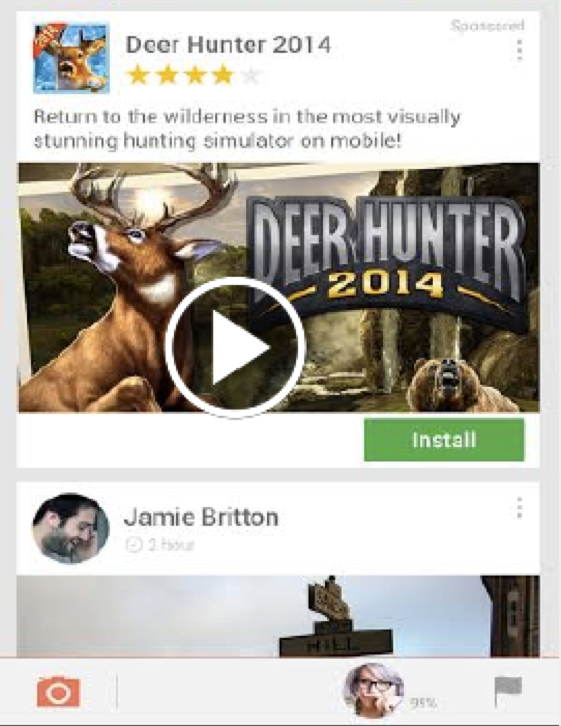 Sponsored
Deer Hunter 2014
Return to the wilderness in the most visually
stunning hunting simulator on mobile!
DEER HUNTER
2014
Install
Jamie Britton
2 hour
HILL
95%